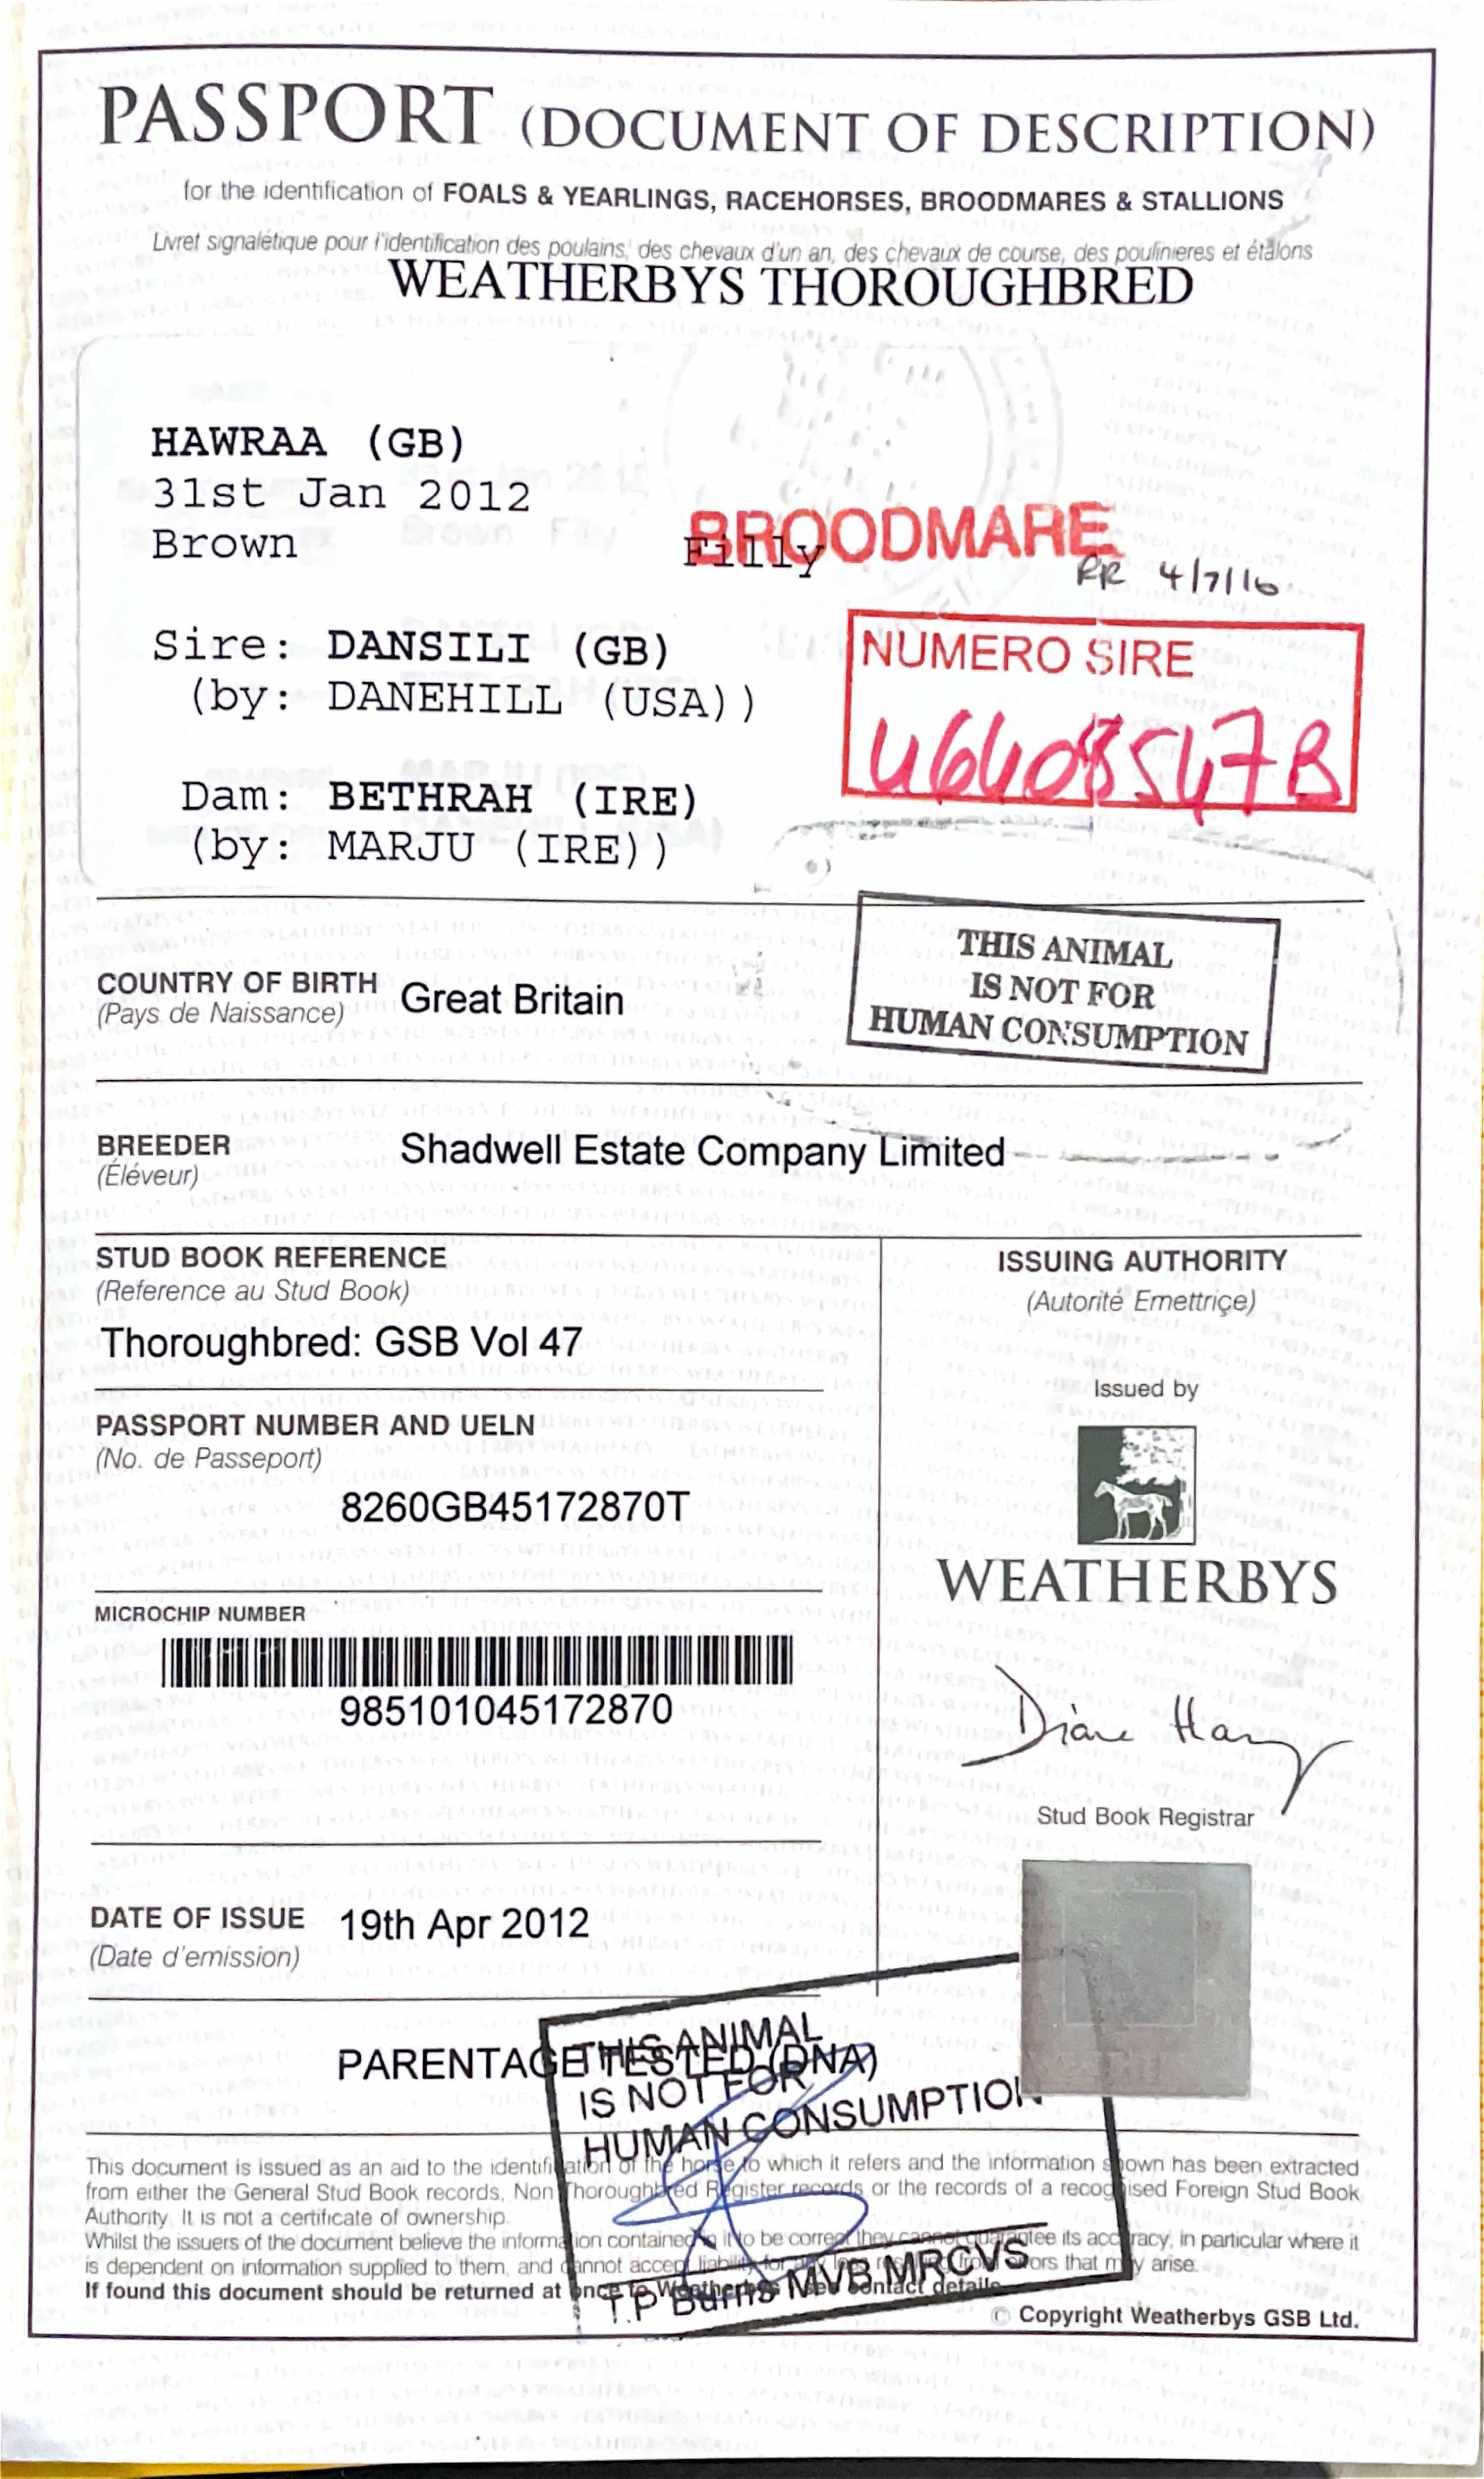 PASSPORT (DOCUMENT OF DESCRIPTION)
for the identification of FOALS & YEARLINGS, RACEHORSES, BROODMARES & STALLIONS
Livret signalétique pour l'identification des poulains, des chevaux d'un an, des chevaux de course, des poulinieres et étalons
WEATHERBYS THOROUGHBRED
HAWRAA (GB)
31st Jan 2012
Brown Filly
BROODMARE
RR 4/7/16
Sire: DANSILI (GB)
(by: DANEHILL (USA))
NUMERO SIRE
Dam: BETHRAH (IRE)
(by: MARJU (IRE))
THIS ANIMAL
IS NOT FOR
HUMAN CONSUMPTION
COUNTRY OF BIRTH Great Britain
(Pays de Naissance)
BREEDER Shadwell Estate Company Limited
(Éléveur)
STUD BOOK REFERENCE
(Reference au Stud Book)
Thoroughbred: GSB Vol 47
PASSPORT NUMBER AND UELN
(No. de Passeport)
8260GB45172870T
MICROCHIP NUMBER
985101045172870
ISSUING AUTHORITY
(Autorité Emettriçe)
Issued by
WEATHERBYS
Diane Harry
Stud Book Registrar
DATE OF ISSUE 19th Apr 2012
(Date d'emission)
PARENTAGE TESTED (DNA)
THIS ANIMAL
IS NOT FOR
HUMAN CONSUMPTION
T.P Burns MVB MRCVS
This document is issued as an aid to the identification of the horse to which it refers and the information shown has been extracted
from either the General Stud Book records, Non Thoroughbred Register records or the records of a recognised Foreign Stud Book
Authority. It is not a certificate of ownership.
Whilst the issuers of the document believe the information contained in it to be correct they cannot guarantee its accuracy, in particular where it
is dependent on information supplied to them, and cannot accept liability for any loss resulting from errors that may arise.
If found this document should be returned at once to Weatherbys see contact details
© Copyright Weatherbys GSB Ltd.